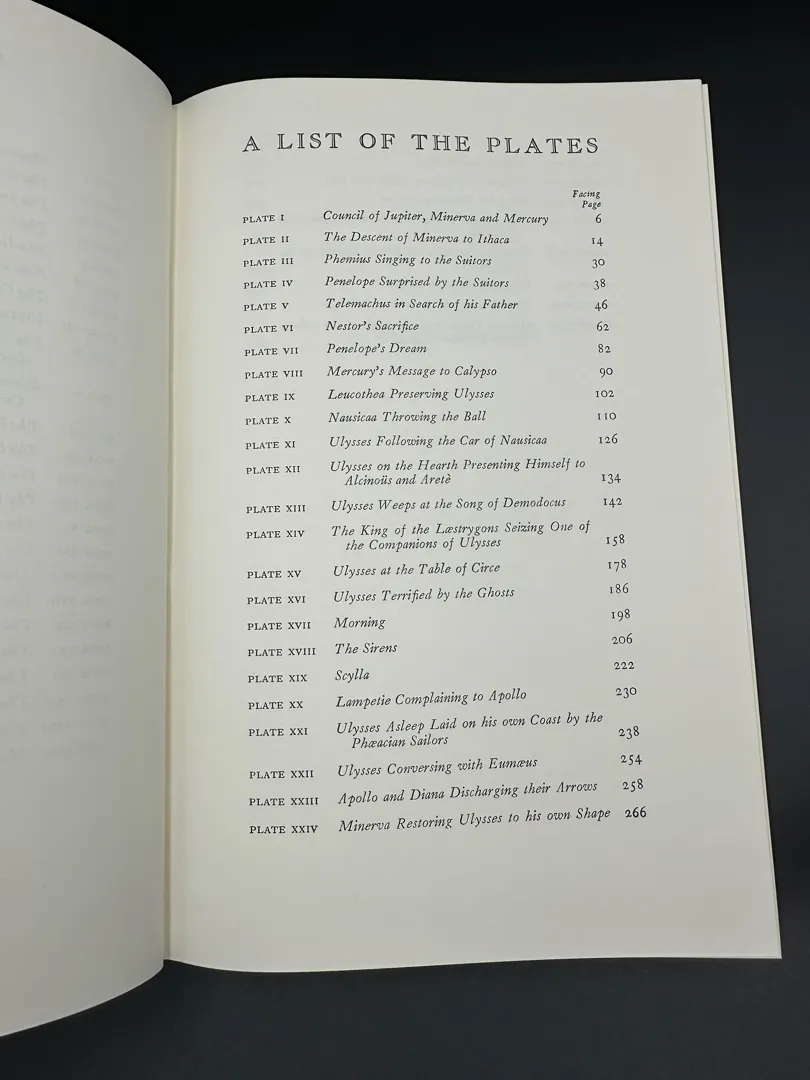 A LIST OF THE PLATES
Facing
Page
PLATE I Council of Jupiter, Minerva and Mercury 6
PLATE II The Descent of Minerva to Ithaca 14
PLATE III Phemius Singing to the Suitors 30
PLATE IV Penelope Surprised by the Suitors 38
PLATE V Telemachus in Search of his Father 46
PLATE VI Nestor's Sacrifice 62
PLATE VII Penelope's Dream 82
PLATE VIII Mercury's Message to Calypso 90
PLATE IX Leucothea Preserving Ulysses 102
PLATE X Nausicaa Throwing the Ball 110
PLATE XI Ulysses Following the Car of Nausicaa 126
PLATE XII Ulysses on the Hearth Presenting Himself to
Alcinoüs and Aretè 134
PLATE XIII Ulysses Weeps at the Song of Demodocus 142
PLATE XIV The King of the Læstrygons Seizing One of
the Companions of Ulysses 158
PLATE XV Ulysses at the Table of Circe 178
PLATE XVI Ulysses Terrified by the Ghosts 186
PLATE XVII Morning 198
PLATE XVIII The Sirens 206
PLATE XIX Scylla 222
PLATE XX Lampetie Complaining to Apollo 230
PLATE XXI Ulysses Asleep Laid on his own Coast by the
Phæacian Sailors 238
PLATE XXII Ulysses Conversing with Eumæus 254
PLATE XXIII Apollo and Diana Discharging their Arrows 258
PLATE XXIV Minerva Restoring Ulysses to his own Shape 266